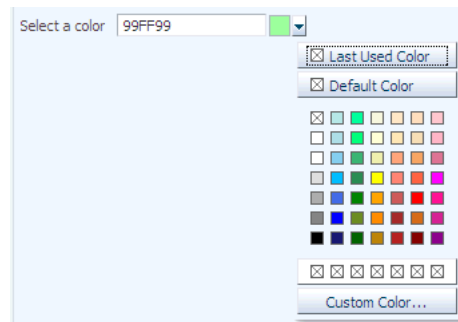 Select a color 99FF99
Last Used Color
Default Color
Custom Color...